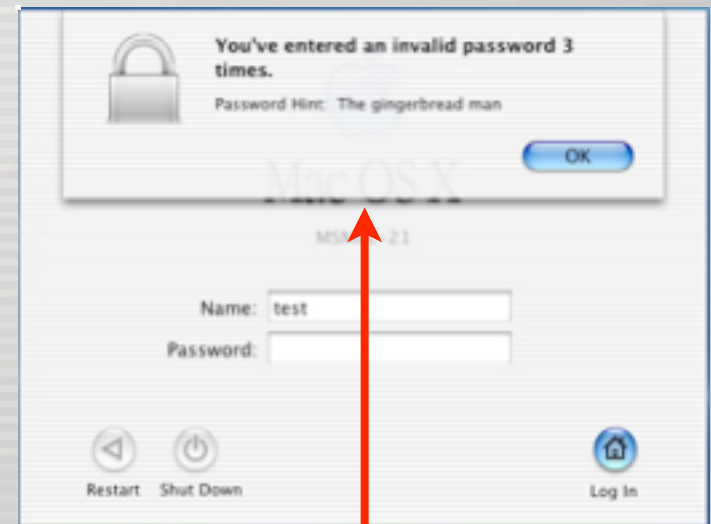 You've entered an invalid password 3
times.
Password Hint: The gingerbread man
OK
Mac OS X
Name: test
Password:
Restart Shut Down
Log In